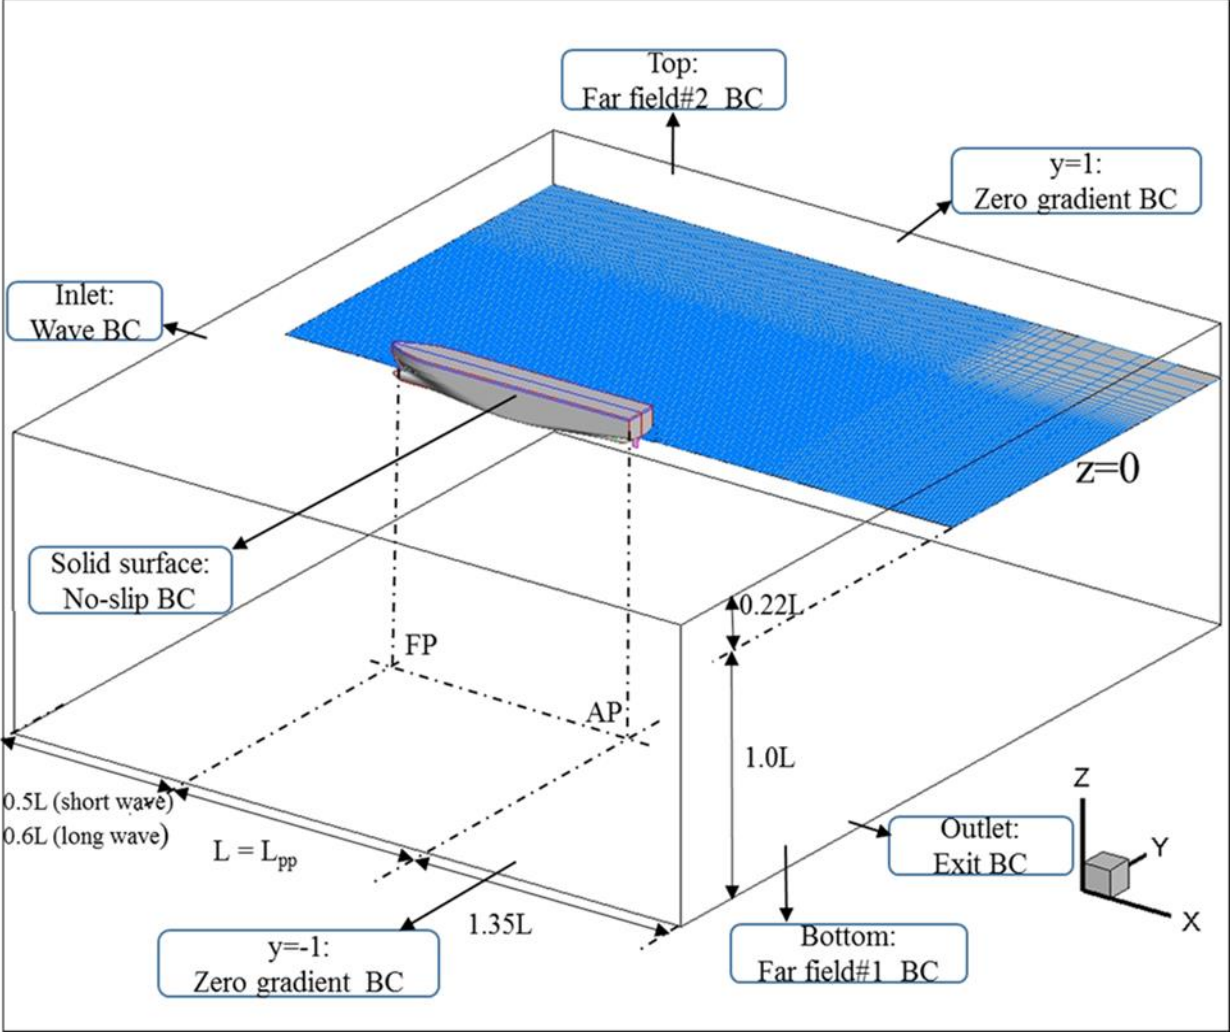 Top:
Far field#2 BC
y=1:
Zero gradient BC
Inlet:
Wave BC
z=0
Solid surface:
No-slip BC
0.22L
FP
AP
1.0L
Z
Y
X
0.5L (short wave)
0.6L (long wave)
L = Lpp
1.35L
Outlet:
Exit BC
y=-1:
Zero gradient BC
Bottom:
Far field#1 BC